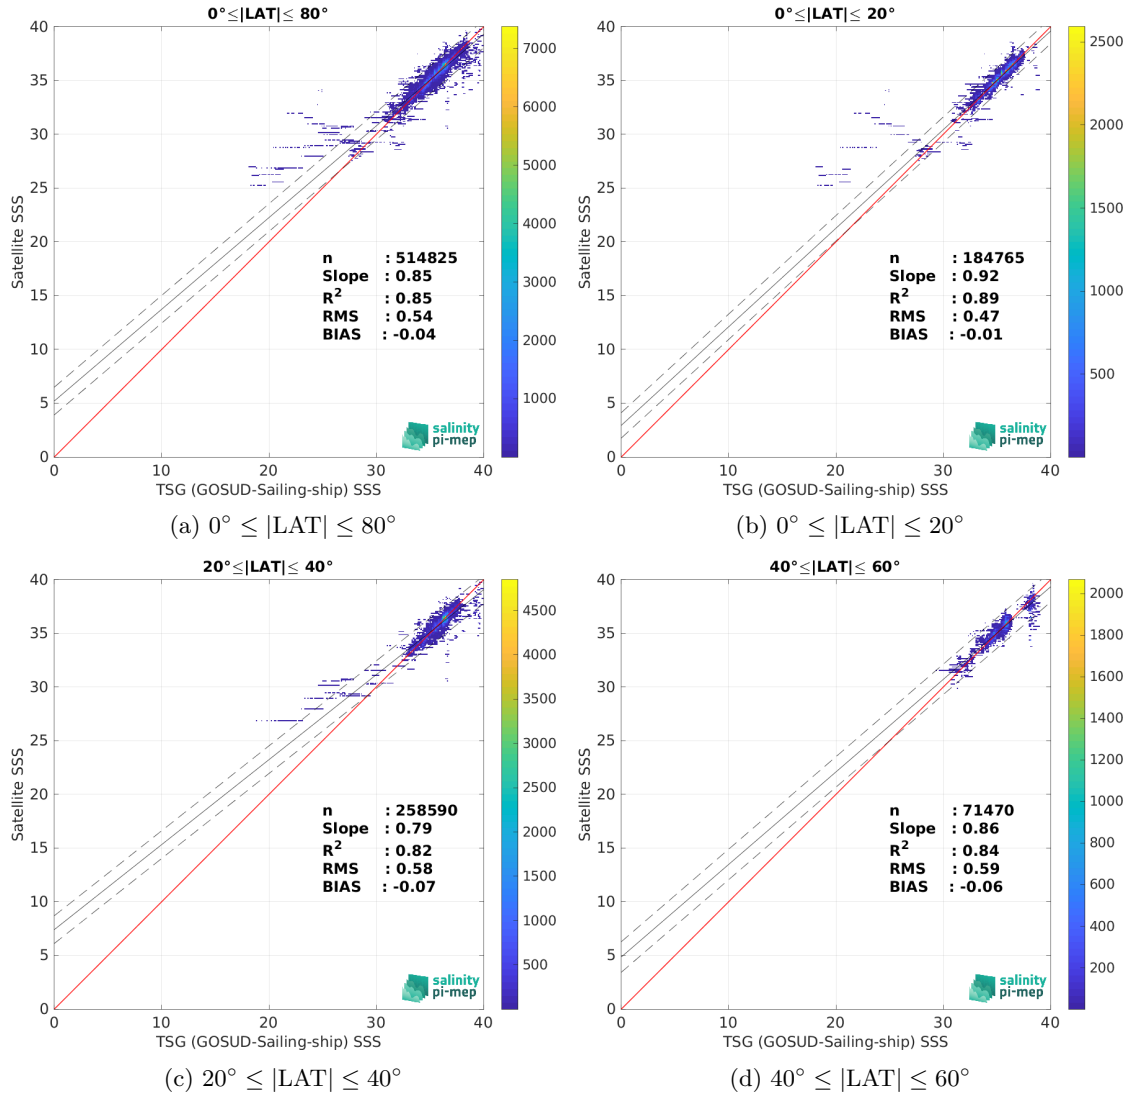 0°≤|LAT|≤ 80°
40
35
30
25
20
15
10
5
0
Satellite SSS
n : 514825
Slope : 0.85
R² : 0.85
RMS : 0.54
BIAS : -0.04
salinity
pi-mep
0 10 20 30 40
TSG (GOSUD-Sailing-ship) SSS
7000
6000
5000
4000
3000
2000
1000
(a) 0° ≤ |LAT| ≤ 80°
0°≤|LAT|≤ 20°
40
35
30
25
20
15
10
5
0
Satellite SSS
n : 184765
Slope : 0.92
R² : 0.89
RMS : 0.47
BIAS : -0.01
salinity
pi-mep
0 10 20 30 40
TSG (GOSUD-Sailing-ship) SSS
2500
2000
1500
1000
500
(b) 0° ≤ |LAT| ≤ 20°
20°≤|LAT|≤ 40°
40
35
30
25
20
15
10
5
0
Satellite SSS
n : 258590
Slope : 0.79
R² : 0.82
RMS : 0.58
BIAS : -0.07
salinity
pi-mep
0 10 20 30 40
TSG (GOSUD-Sailing-ship) SSS
4500
4000
3500
3000
2500
2000
1500
1000
500
(c) 20° ≤ |LAT| ≤ 40°
40°≤|LAT|≤ 60°
40
35
30
25
20
15
10
5
0
Satellite SSS
n : 71470
Slope : 0.86
R² : 0.84
RMS : 0.59
BIAS : -0.06
salinity
pi-mep
0 10 20 30 40
TSG (GOSUD-Sailing-ship) SSS
2000
1800
1600
1400
1200
1000
800
600
400
200
(d) 40° ≤ |LAT| ≤ 60°